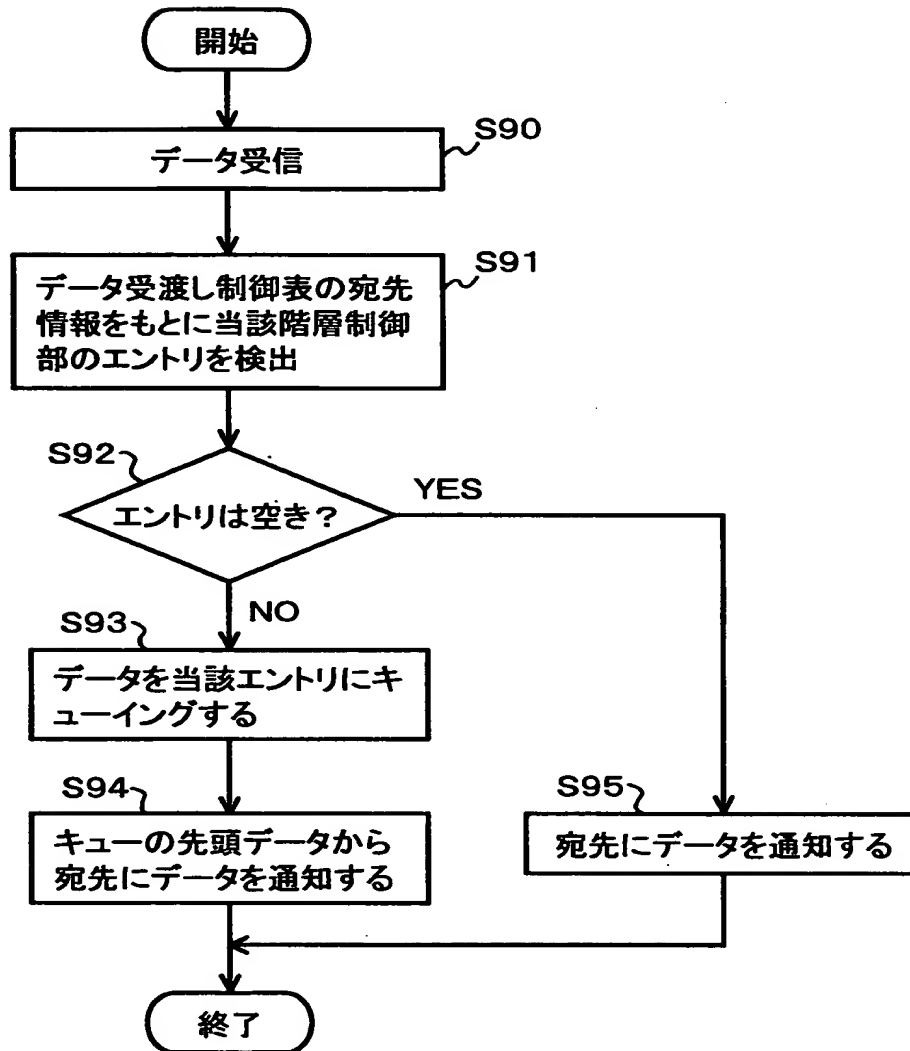 開始
S90
データ受信
S91
データ受渡し制御表の宛先
情報をもとに当該階層制御
部のエントリを検出
S92
エントリは空き?
YES
NO
S93
データを当該エントリにキ
ューイングする
S94
キューの先頭データから
宛先にデータを通知する
S95
宛先にデータを通知する
終了